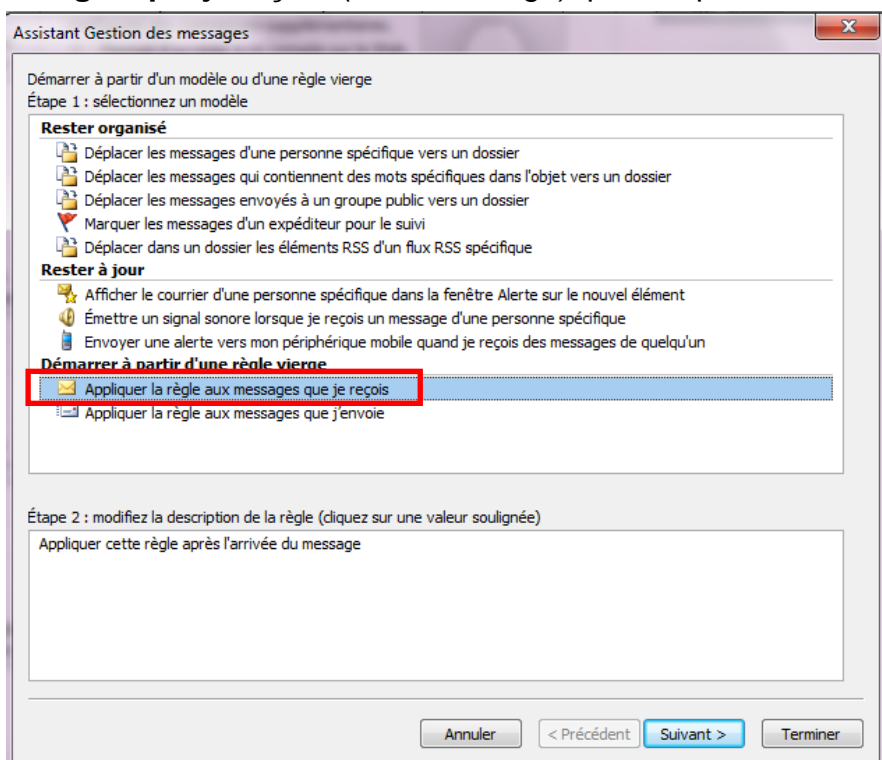 Assistant Gestion des messages
Démarrer à partir d'un modèle ou d'une règle vierge
Étape 1 : sélectionnez un modèle
Rester organisé
Déplacer les messages d'une personne spécifique vers un dossier
Déplacer les messages qui contiennent des mots spécifiques dans l'objet vers un dossier
Déplacer les messages envoyés à un groupe public vers un dossier
Marquer les messages d'un expéditeur pour le suivi
Déplacer dans un dossier les éléments RSS d'un flux RSS spécifique
Rester à jour
Afficher le courrier d'une personne spécifique dans la fenêtre Alerte sur le nouvel élément
Émettre un signal sonore lorsque je reçois un message d'une personne spécifique
Envoyer une alerte vers mon périphérique mobile quand je reçois des messages de quelqu'un
Démarrer à partir d'une règle vierge
Appliquer la règle aux messages que je reçois
Appliquer la règle aux messages que j'envoie
Étape 2 : modifiez la description de la règle (cliquez sur une valeur soulignée)
Appliquer cette règle après l'arrivée du message
Annuler < Précédent Suivant > Terminer